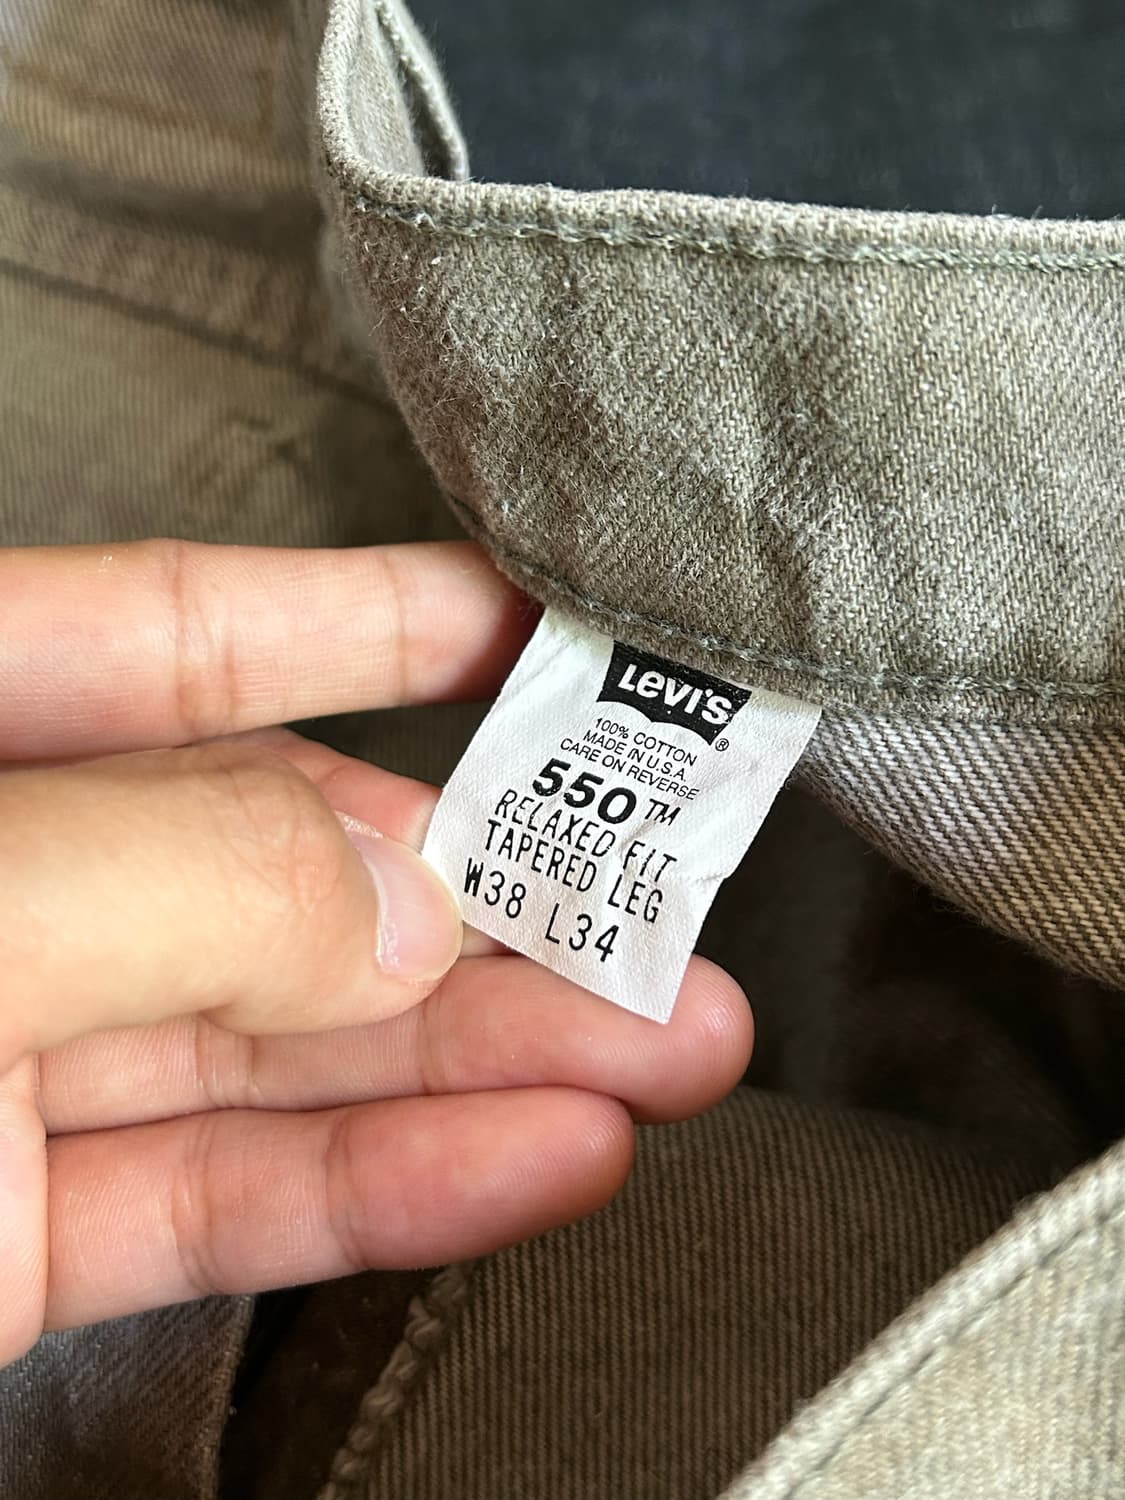 Levi's®
100% COTTON
MADE IN U.S.A.
CARE ON REVERSE
550™
RELAXED FIT
TAPERED LEG
W38 L34